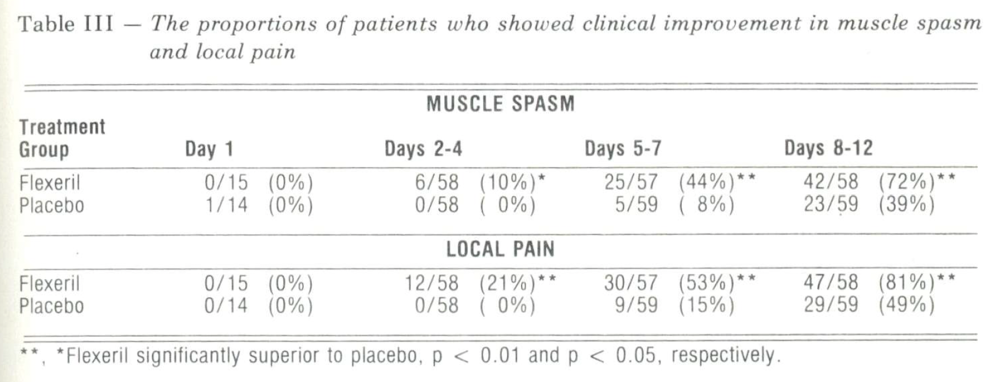 Table III — The proportions of patients who showed clinical improvement in muscle spasm
and local pain
MUSCLE SPASM
Treatment
Group Day 1 Days 2-4 Days 5-7 Days 8-12
Flexeril 0/15 (0%) 6/58 (10%)* 25/57 (44%)** 42/58 (72%)**
Placebo 1/14 (0%) 0/58 ( 0%) 5/59 ( 8%) 23/59 (39%)
LOCAL PAIN
Flexeril 0/15 (0%) 12/58 (21%)** 30/57 (53%)** 47/58 (81%)**
Placebo 0/14 (0%) 0/58 ( 0%) 9/59 (15%) 29/59 (49%)
**, *Flexeril significantly superior to placebo, p < 0.01 and p < 0.05, respectively.